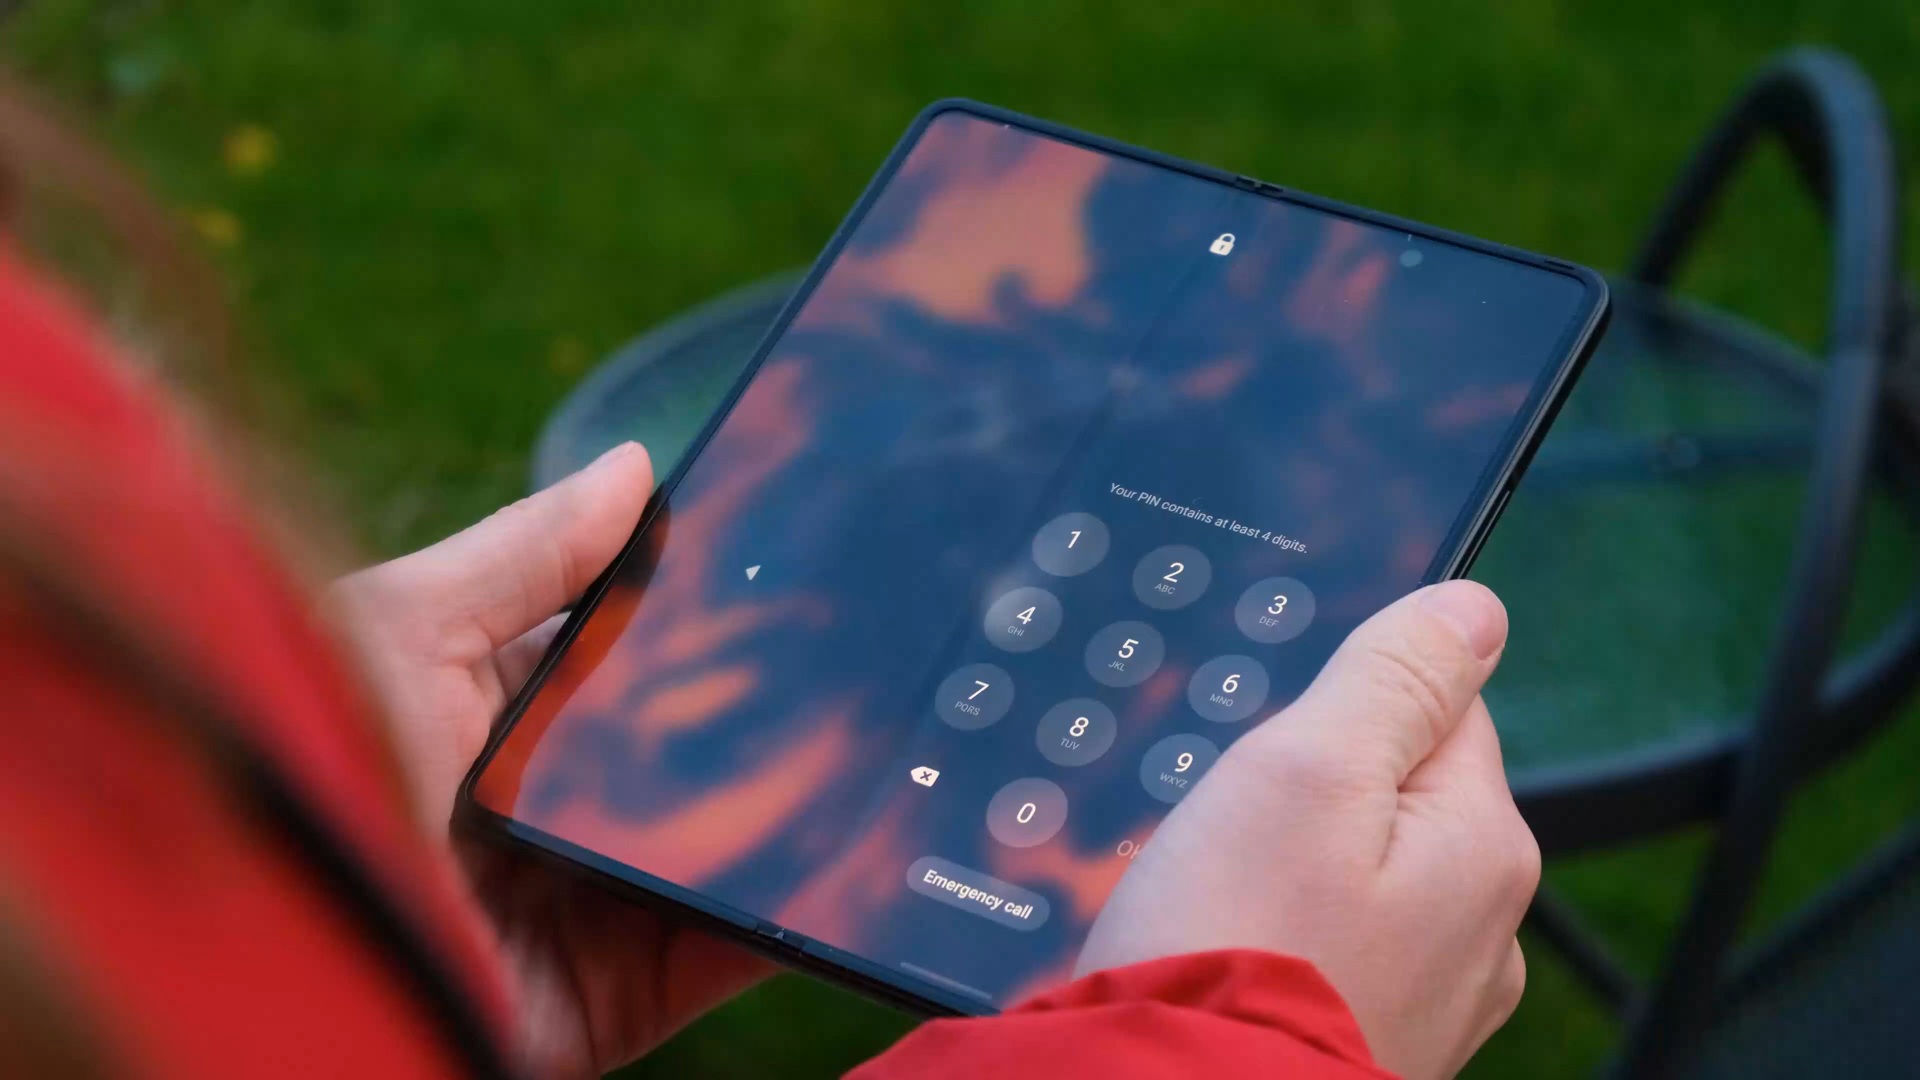 Your PIN contains at least 4 digits.
1
2 ABC
3 DEF
4 GHI
5 JKL
6 MNO
7 PQRS
8 TUV
9 WXYZ
0
OK
Emergency call